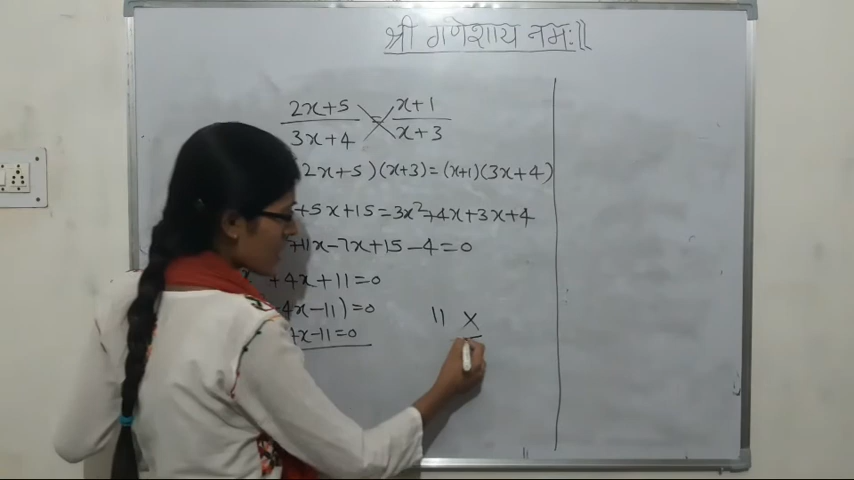 श्री गणेशाय नमः॥
2x+5 / 3x+4 = x+1 / x+3
2x+5)(x+3)=(x+1)(3x+4)
+5x+15=3x²+4x+3x+4
+11x-7x+15-4=0
+4x+11=0
4x-11)=0
x-11=0
11 x